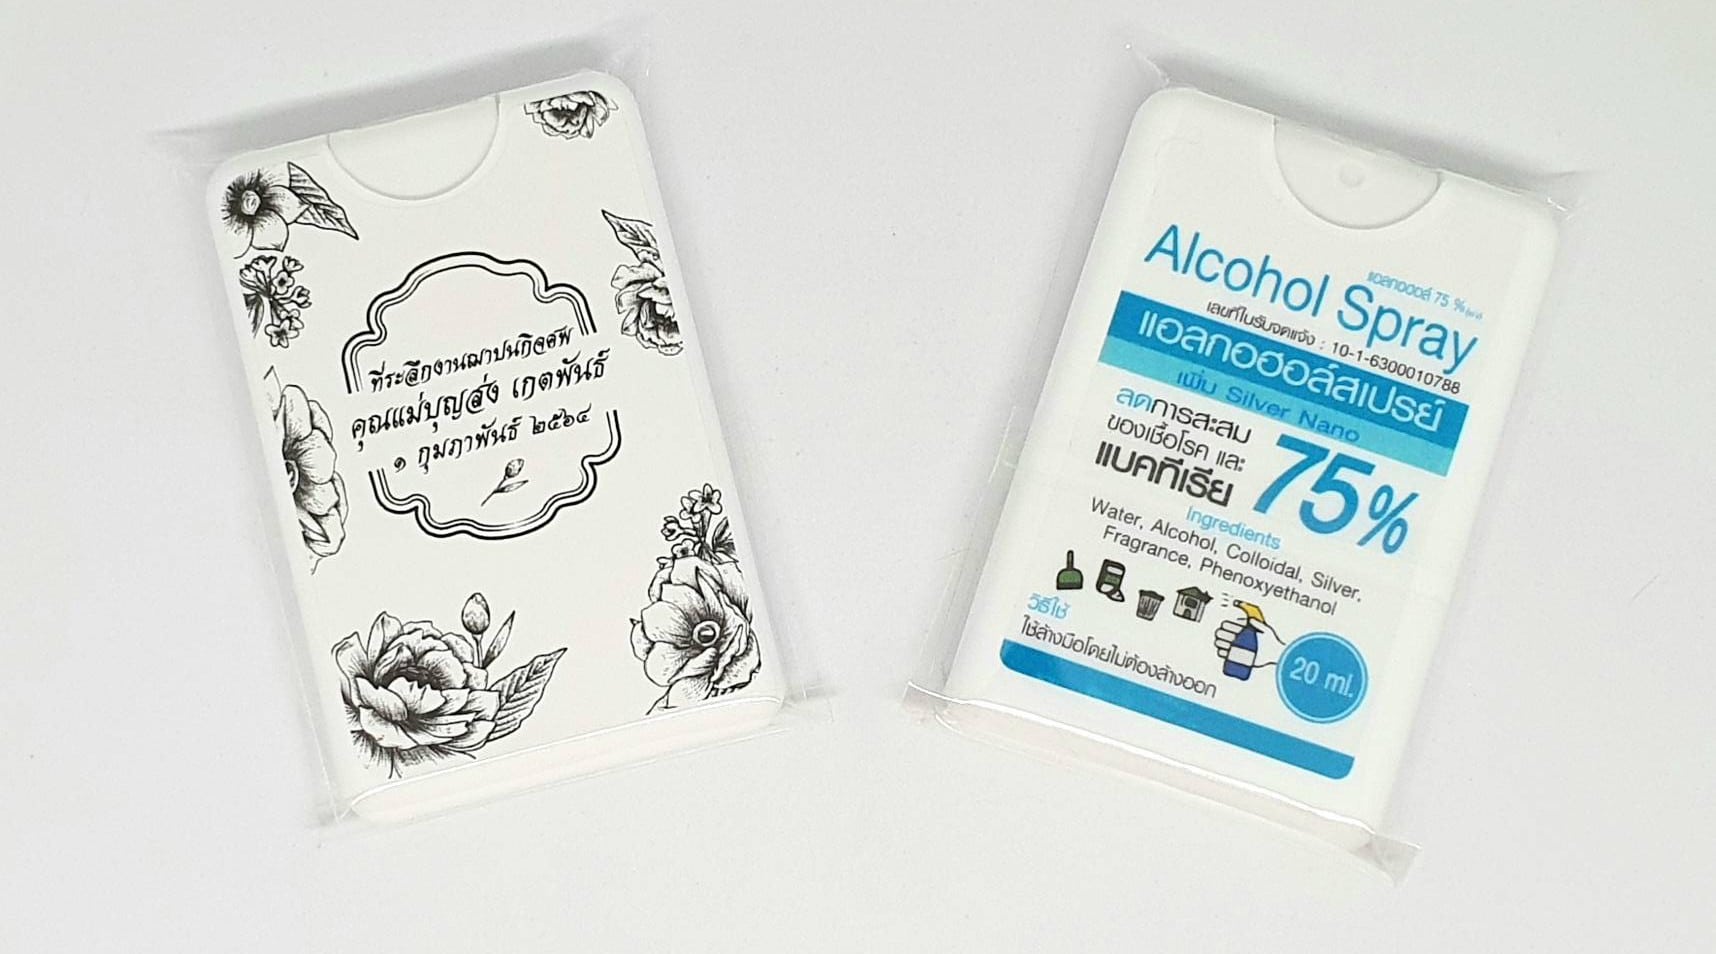 ที่ระลึกงานฌาปนกิจศพ
คุณแม่บุญส่ง เกตพันธ์
๑ กุมภาพันธ์ ๒๕๖๔
Alcohol Spray
แอลกอฮอล์ 75 %
เลขที่ใบรับจดแจ้ง : 10-1-6300010788
แอลกอฮอล์สเปรย์
เพิ่ม Silver Nano
ลดการสะสม
ของเชื้อโรค และ
แบคทีเรีย
75%
Ingredients
Water, Alcohol, Colloidal, Silver,
Fragrance, Phenoxyethanol
วิธีใช้
ใช้ล้างมือโดยไม่ต้องล้างออก
20 ml.